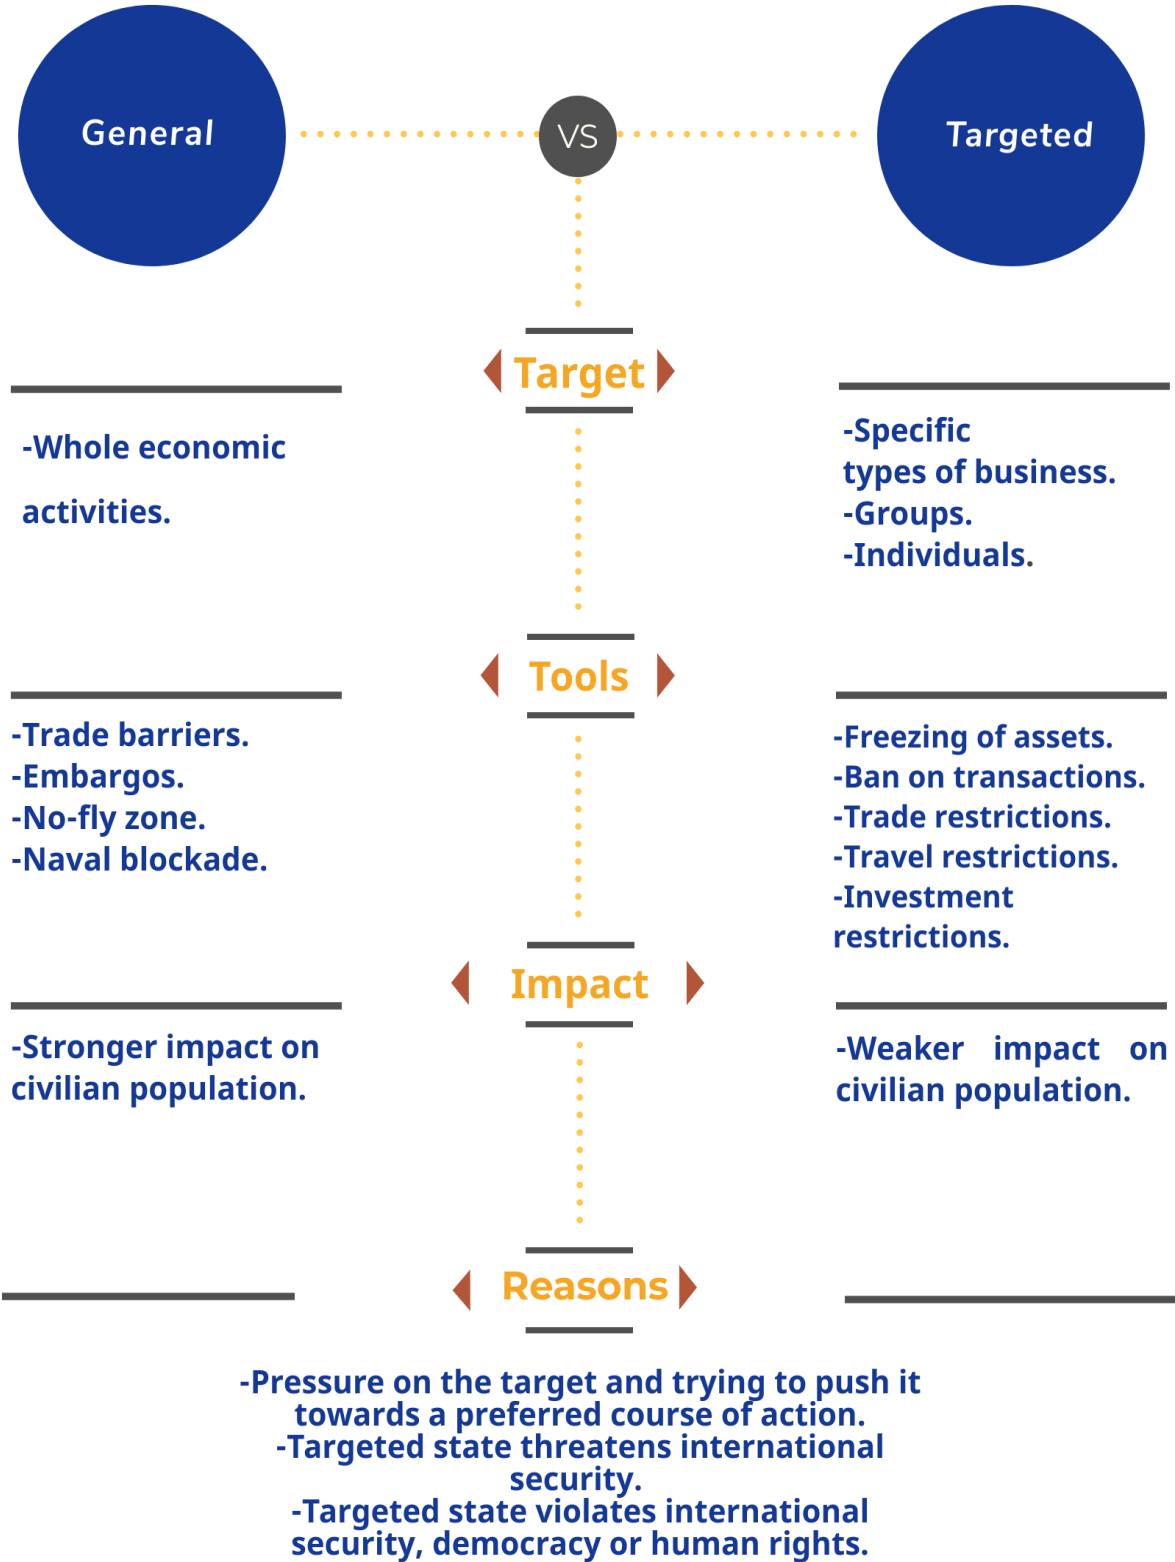 General
VS
Targeted
Target
-Whole economic
activities.
-Specific
types of business.
-Groups.
-Individuals.
Tools
-Trade barriers.
-Embargos.
-No-fly zone.
-Naval blockade.
-Freezing of assets.
-Ban on transactions.
-Trade restrictions.
-Travel restrictions.
-Investment
restrictions.
Impact
-Stronger impact on
civilian population.
-Weaker impact on
civilian population.
Reasons
-Pressure on the target and trying to push it
towards a preferred course of action.
-Targeted state threatens international
security.
-Targeted state violates international
security, democracy or human rights.